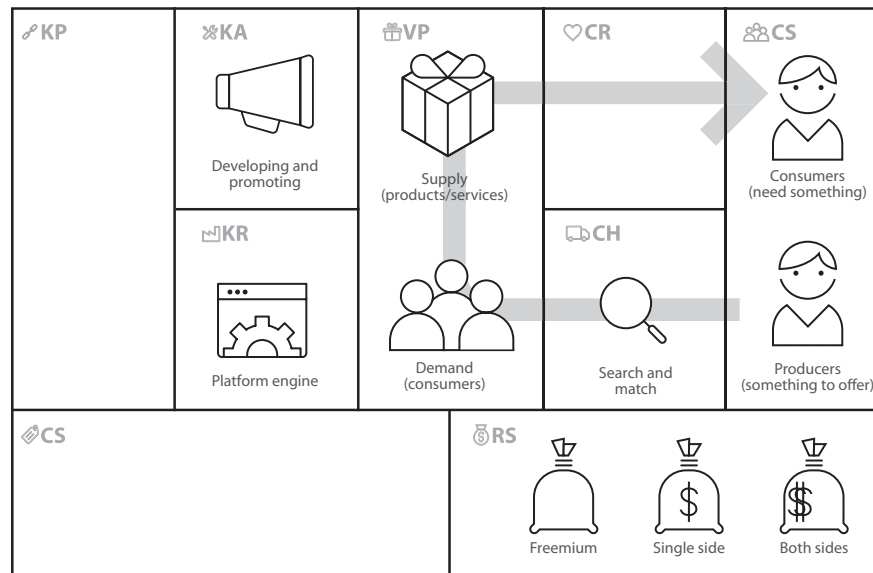 KP
KA
Developing and
promoting
VP
Supply
(products/services)
CR
CS
Consumers
(need something)
KR
Platform engine
Demand
(consumers)
CH
Search and
match
Producers
(something to offer)
CS
RS
$
$
Freemium
Single side
Both sides